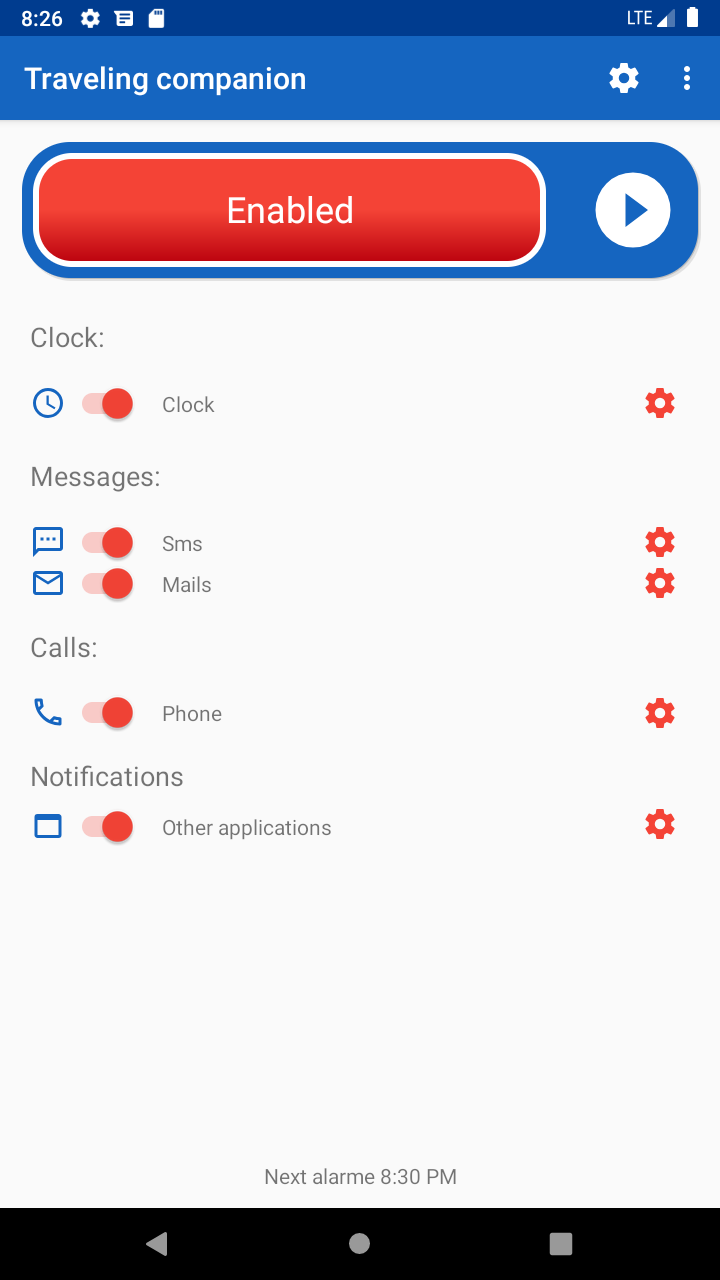 8:26
LTE
Traveling companion
Enabled
Clock:
Clock
Messages:
Sms
Mails
Calls:
Phone
Notifications
Other applications
Next alarme 8:30 PM